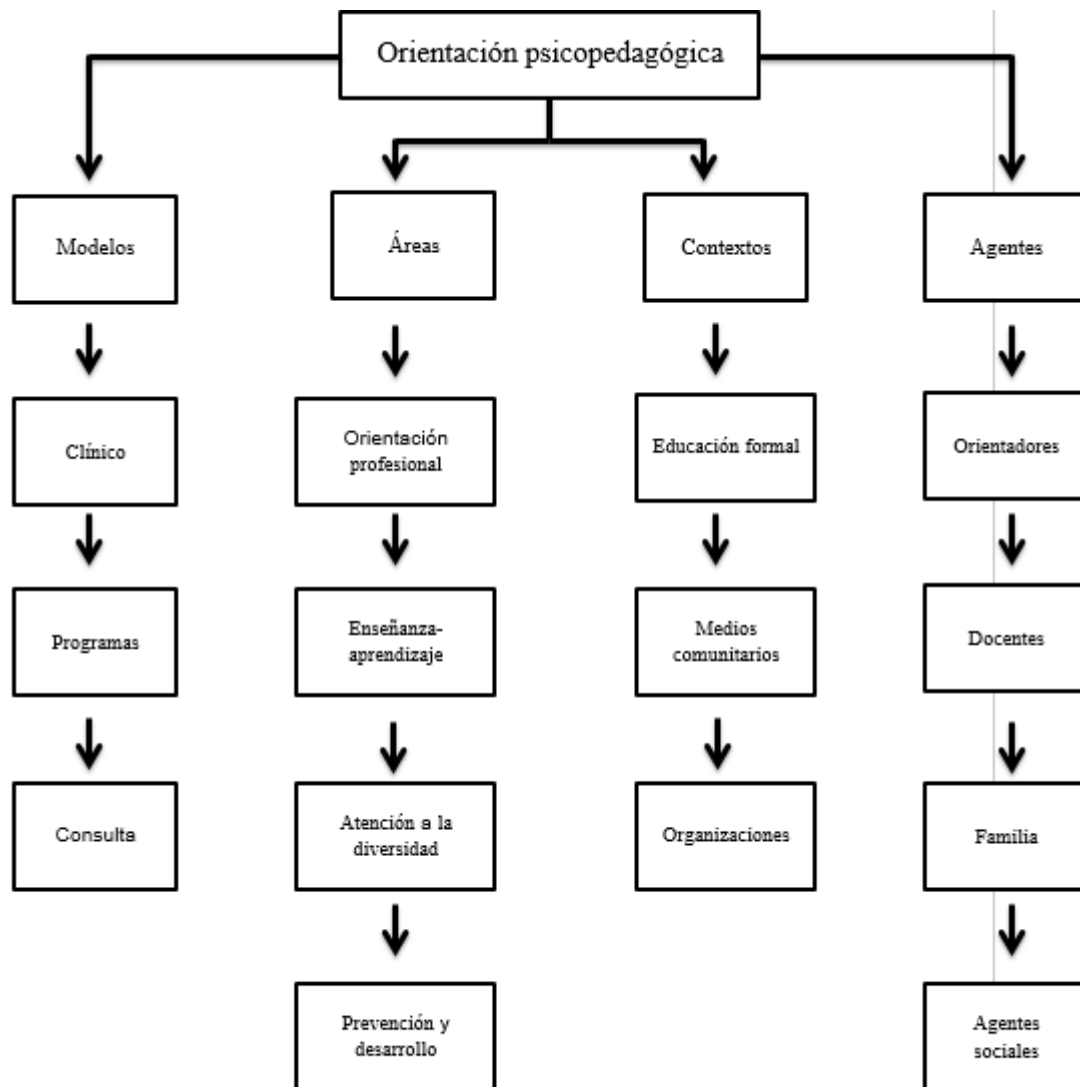 Orientación psicopedagógica
Modelos
Áreas
Contextos
Agentes
Clínico
Orientación
profesional
Educación formal
Orientadores
Programas
Enseñanza-
aprendizaje
Medios
comunitarios
Docentes
Consulta
Atención a la
diversidad
Organizaciones
Familia
Prevención y
desarrollo
Agentes
sociales